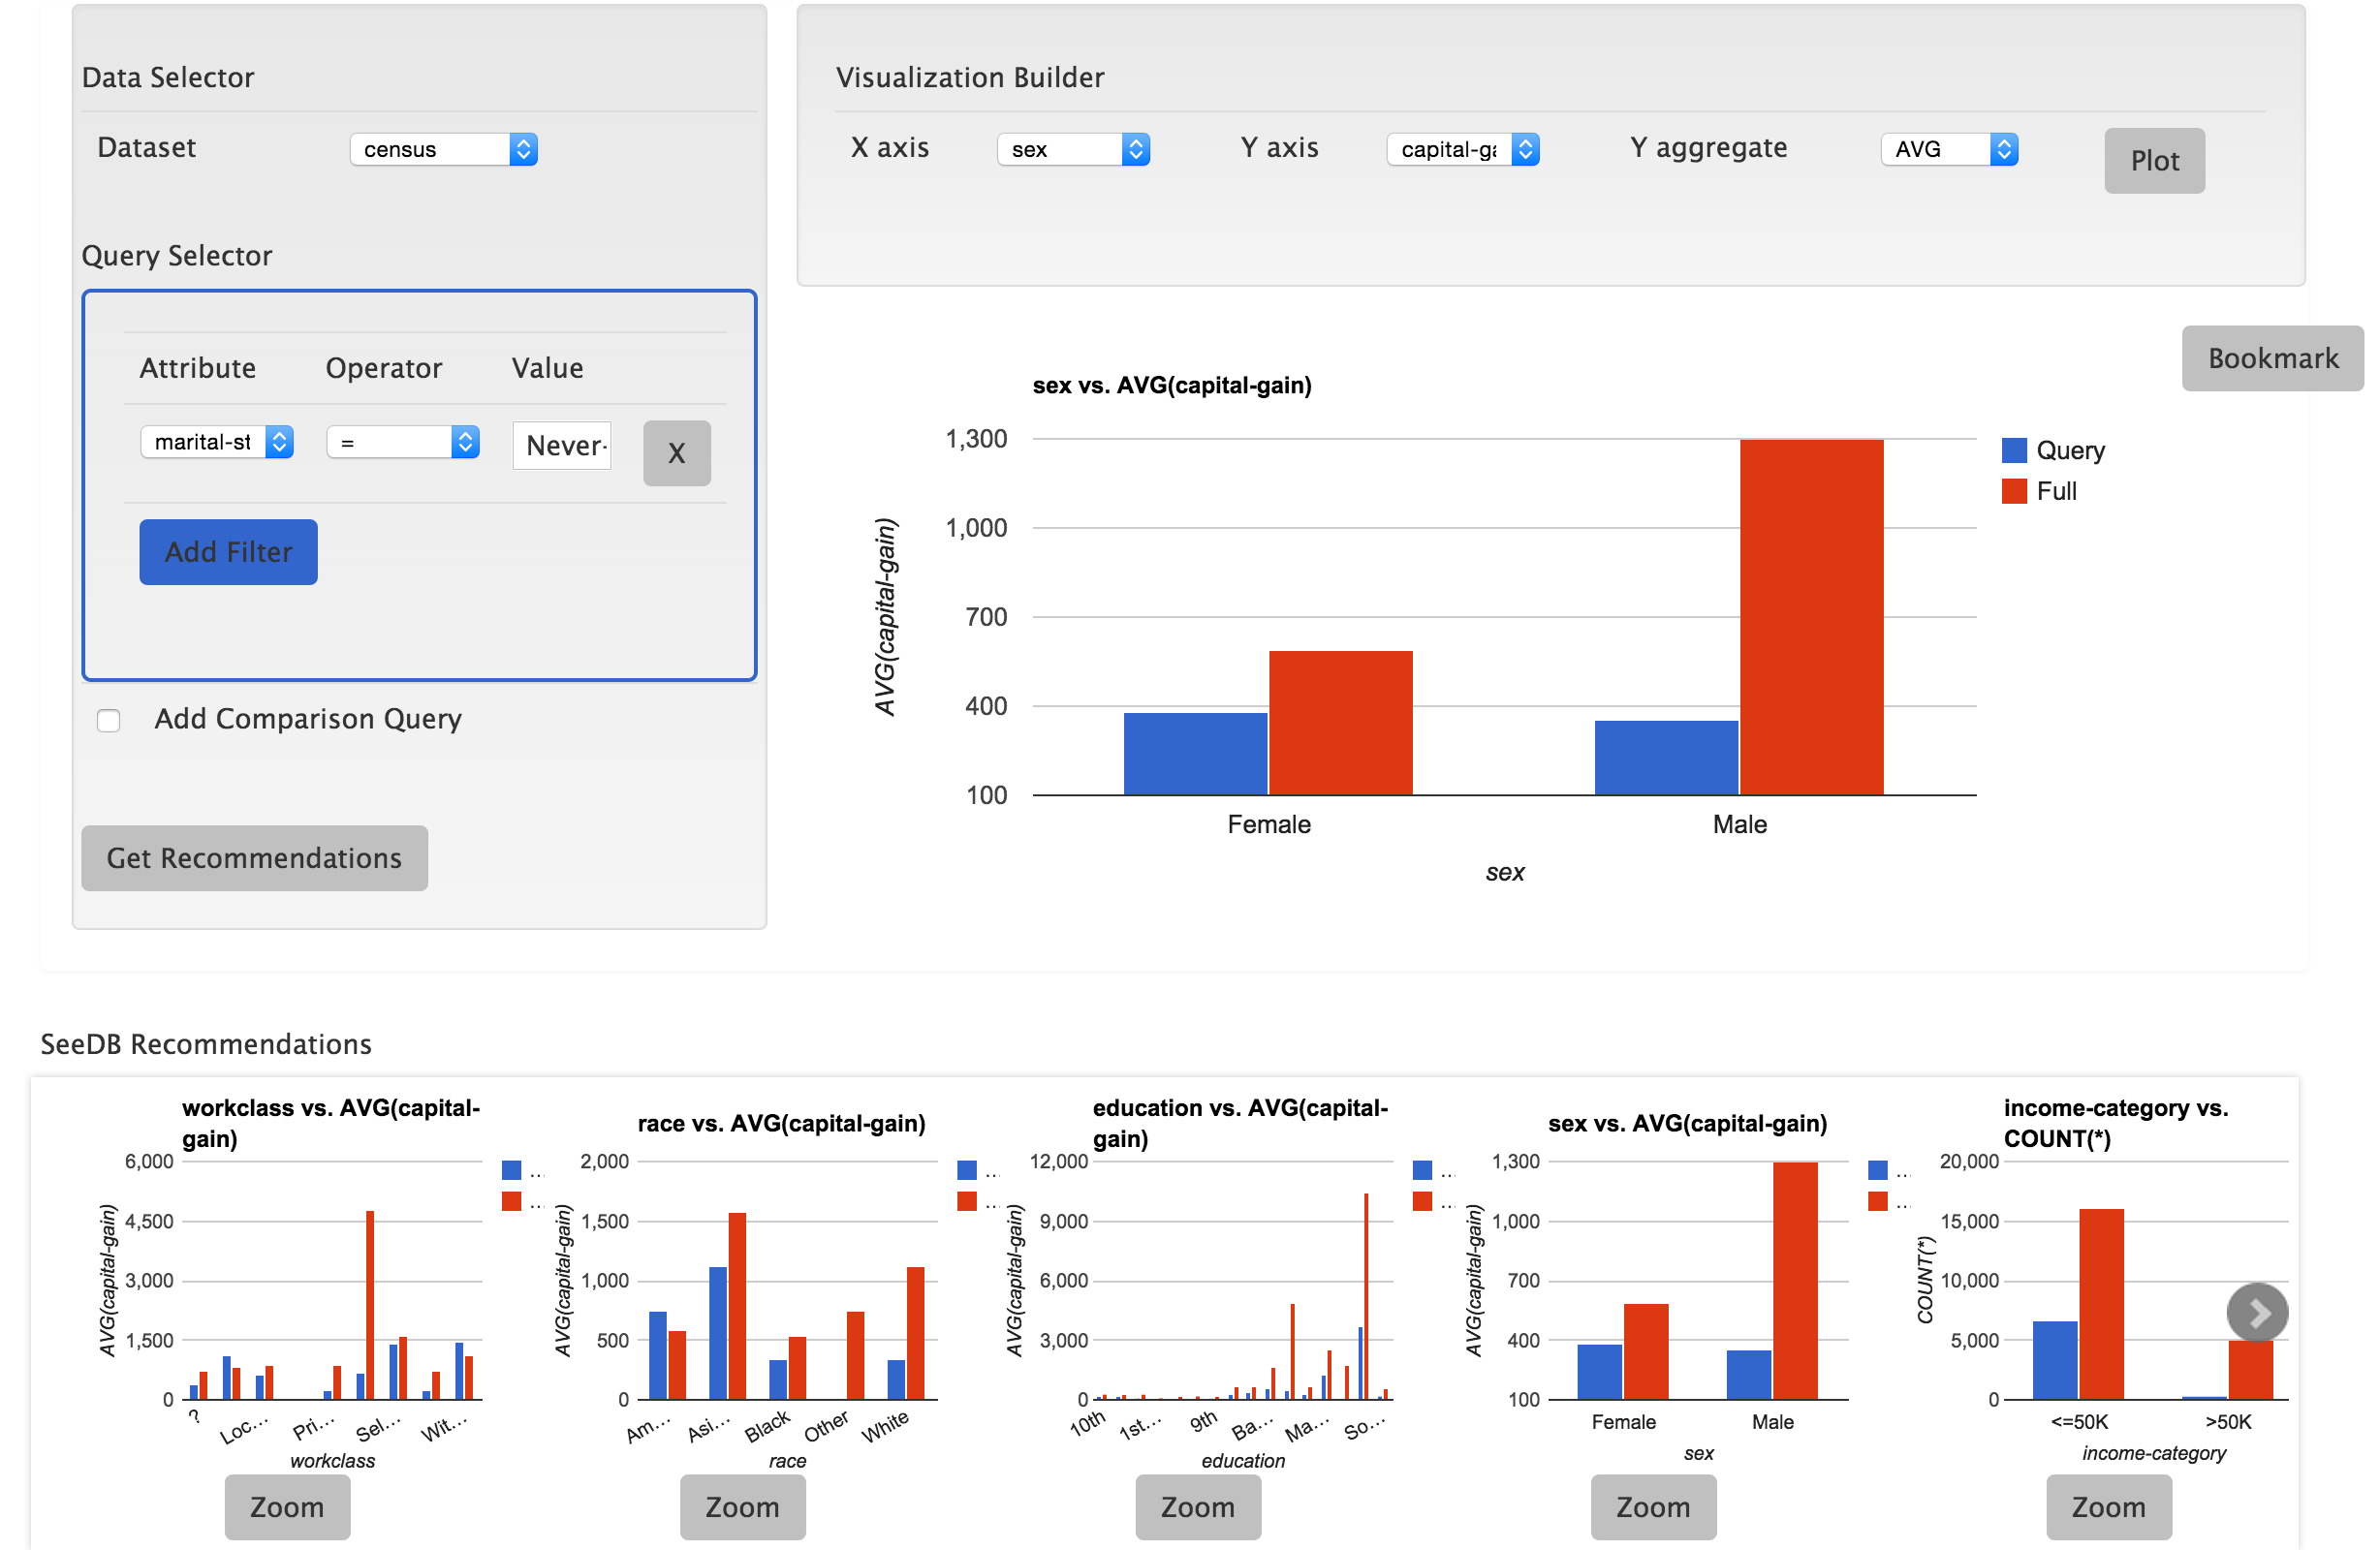 Data Selector
Dataset census
Query Selector
Attribute Operator Value
marital-st = Never- X
Add Filter
Add Comparison Query
Get Recommendations
Visualization Builder
X axis sex Y axis capital-ga Y aggregate AVG Plot
Bookmark
sex vs. AVG(capital-gain)
1,300
1,000
700
400
100
AVG(capital-gain)
Female Male
sex
Query
Full
SeeDB Recommendations
workclass vs. AVG(capital-
gain)
6,000
4,500
3,000
1,500
0
AVG(capital-gain)
? Loc... Pri... Sel... Wit...
workclass
...
...
Zoom
race vs. AVG(capital-gain)
2,000
1,500
1,000
500
0
AVG(capital-gain)
Am... Asi... Black Other White
race
...
...
Zoom
education vs. AVG(capital-
gain)
12,000
9,000
6,000
3,000
0
AVG(capital-gain)
10th 1st... 9th Ba... Ma... So...
education
...
...
Zoom
sex vs. AVG(capital-gain)
1,300
1,000
700
400
100
AVG(capital-gain)
Female Male
sex
...
...
Zoom
income-category vs.
COUNT(*)
20,000
15,000
10,000
5,000
0
COUNT(*)
<=50K >50K
income-category
Zoom